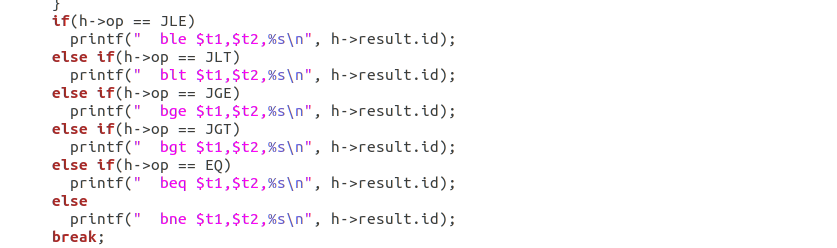 }
if(h->op == JLE)
  printf("  ble $t1,$t2,%s\n", h->result.id);
else if(h->op == JLT)
  printf("  blt $t1,$t2,%s\n", h->result.id);
else if(h->op == JGE)
  printf("  bge $t1,$t2,%s\n", h->result.id);
else if(h->op == JGT)
  printf("  bgt $t1,$t2,%s\n", h->result.id);
else if(h->op == EQ)
  printf("  beq $t1,$t2,%s\n", h->result.id);
else
  printf("  bne $t1,$t2,%s\n", h->result.id);
break;